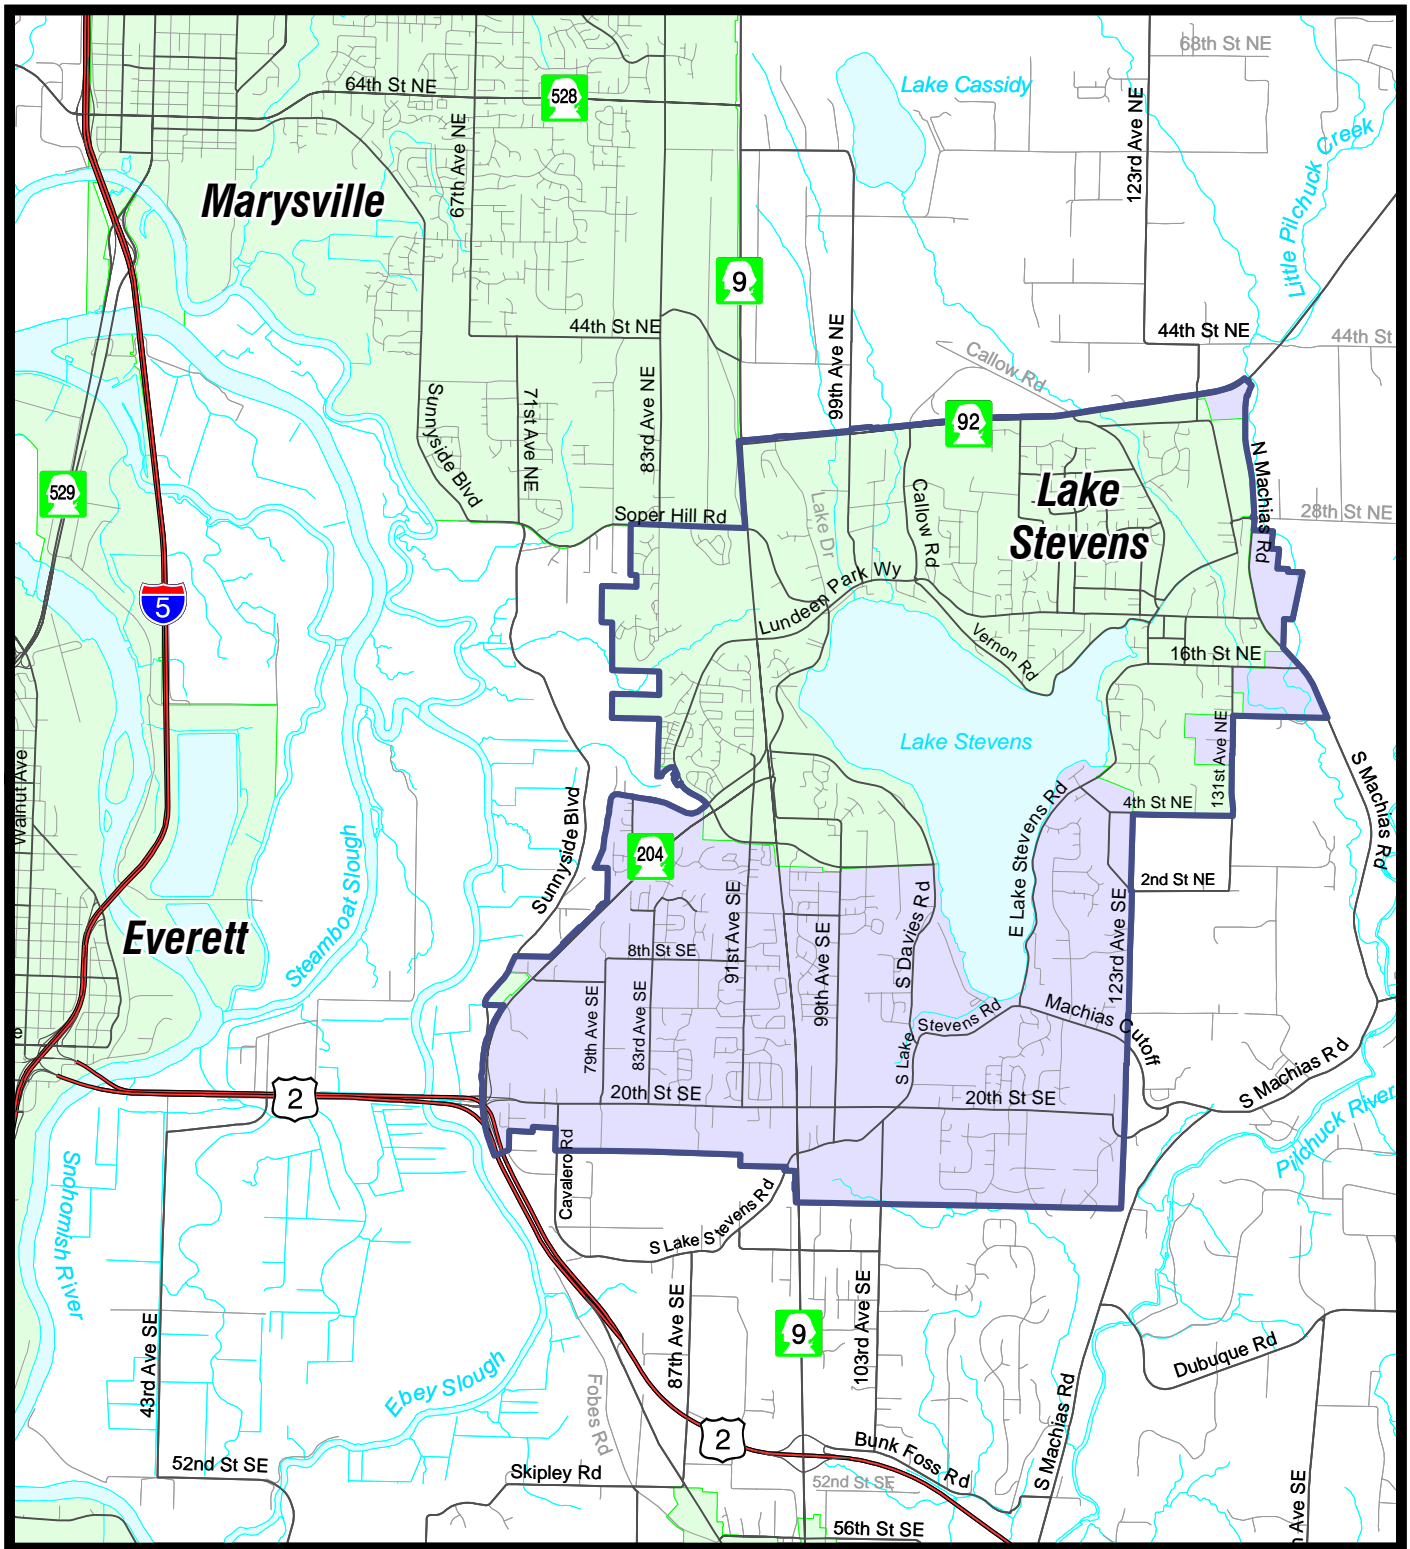 68th St NE
Lake Cassidy
64th St NE
528
123rd Ave NE
67th Ave NE
Little Pilchuck Creek
Marysville
9
44th St NE
44th St NE
44th St
99th Ave NE
Callow Rd
83rd Ave NE
71st Ave NE
Sunnyside Blvd
92
N Machias Rd
529
Lake
Stevens
Callow Rd
Lake Dr
Soper Hill Rd
28th St NE
5
Lundeen Park Wy
Vernon Rd
16th St NE
Lake Stevens
131st Ave NE
S Machias Rd
Walnut Ave
Sunnyside Blvd
4th St NE
E Lake Stevens Rd
204
2nd St NE
Steamboat Slough
Everett
91st Ave SE
S Davies Rd
123rd Ave SE
8th St SE
99th Ave SE
79th Ave SE
83rd Ave SE
S Lake Stevens Rd
Machias Cutoff
e
2
20th St SE
20th St SE
S Machias Rd
Pilchuck River
Snohomish River
Cavalero Rd
S Lake Stevens Rd
43rd Ave SE
87th Ave SE
9
103rd Ave SE
Dubuque Rd
Ebey Slough
Fobes Rd
S Machias Rd
2
Bunk Foss Rd
52nd St SE
Skipley Rd
52nd St SE
56th St SE
Ave SE